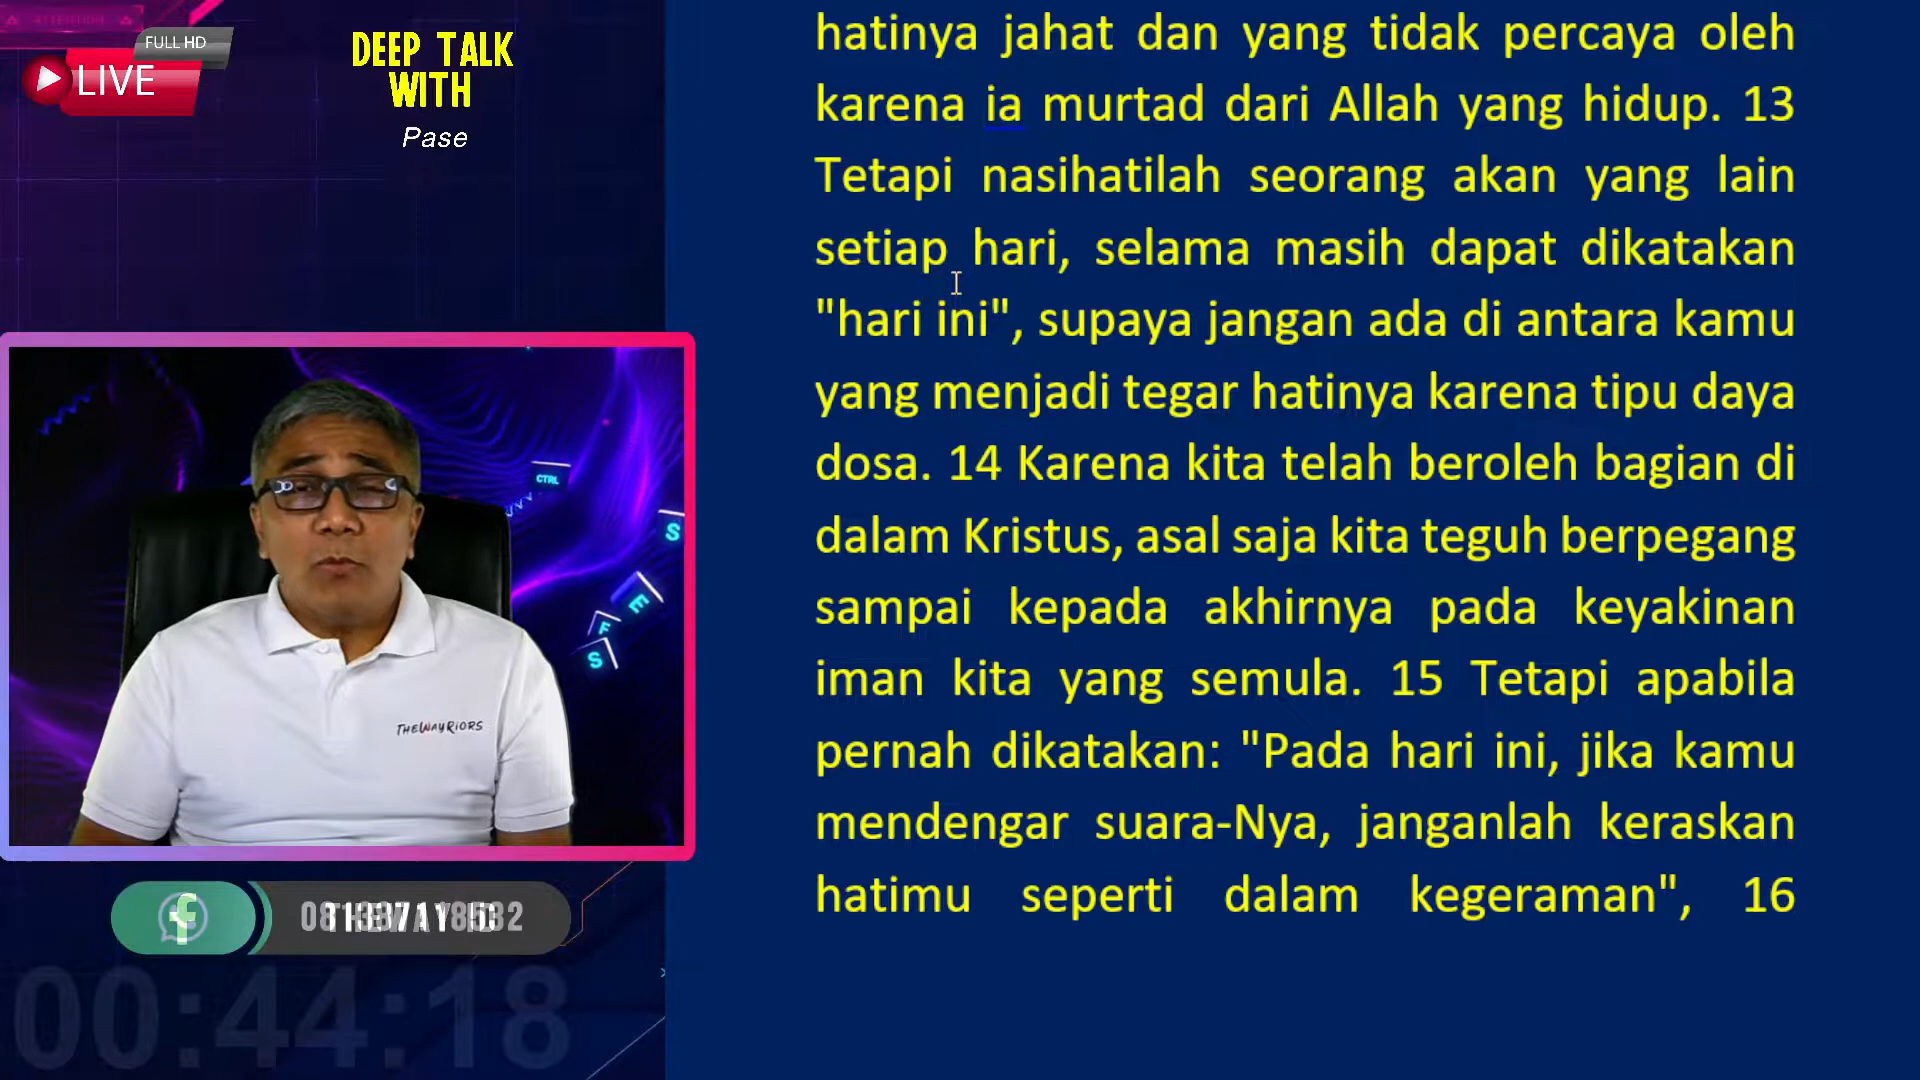 ATTENTION
FULL HD
LIVE
DEEP TALK
WITH
Pase
hatinya jahat dan yang tidak percaya oleh
karena ia murtad dari Allah yang hidup. 13
Tetapi nasihatilah seorang akan yang lain
setiap hari, selama masih dapat dikatakan
"hari ini", supaya jangan ada di antara kamu
yang menjadi tegar hatinya karena tipu daya
dosa. 14 Karena kita telah beroleh bagian di
dalam Kristus, asal saja kita teguh berpegang
sampai kepada akhirnya pada keyakinan
iman kita yang semula. 15 Tetapi apabila
pernah dikatakan: "Pada hari ini, jika kamu
mendengar suara-Nya, janganlah keraskan
hatimu seperti dalam kegeraman", 16
CTRL
S
E
F
S
THEWAYRIORS
00:44:18